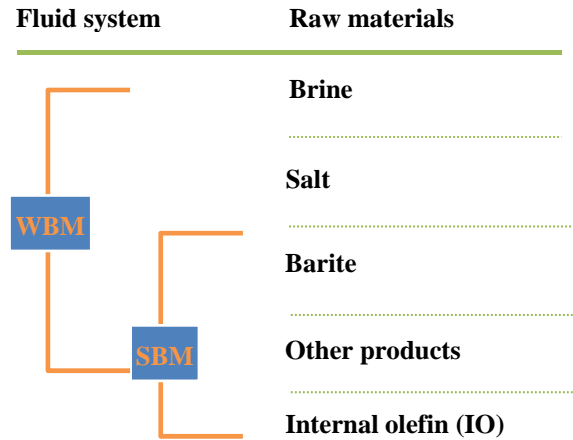 Fluid system
Raw materials
Brine
Salt
WBM
Barite
SBM
Other products
Internal olefin (IO)